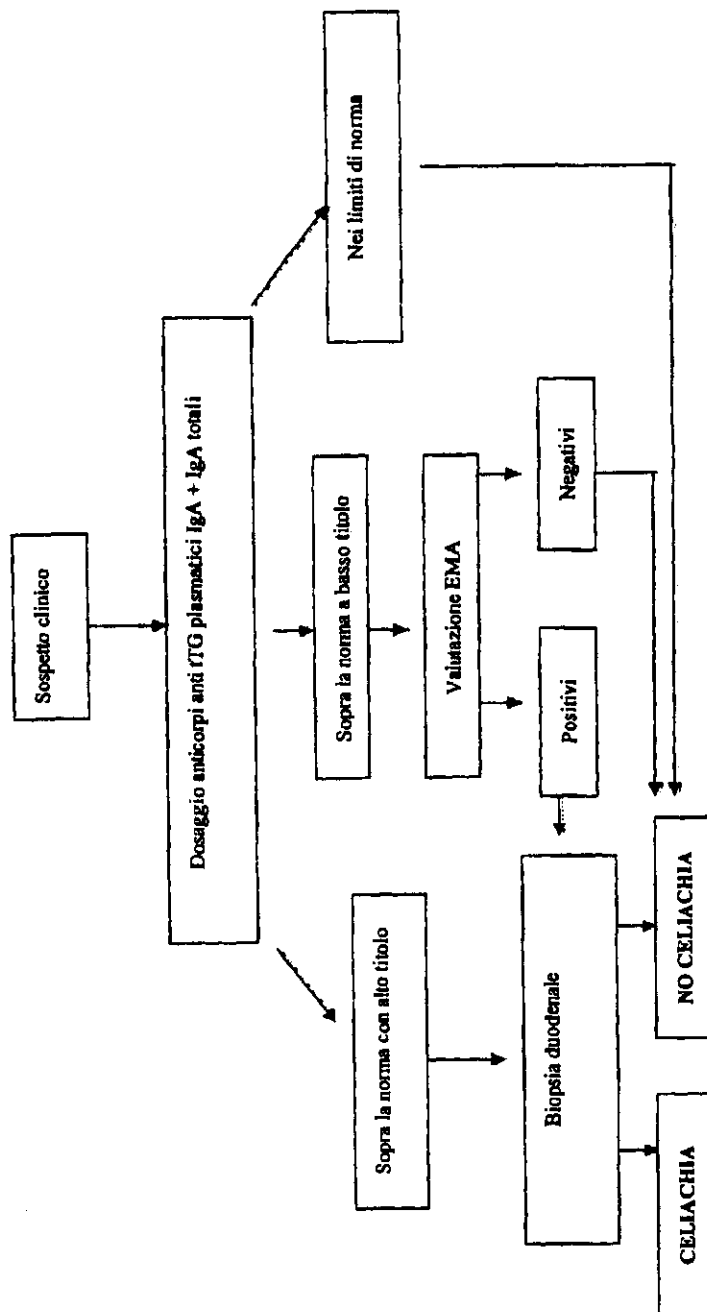 Sospetto clinico
Dosaggio anticorpi anti tTG plasmatici IgA + IgA totali
Sopra la norma con alto titolo
Sopra la norma a basso titolo
Nei limiti di norma
Valutazione EMA
Positivi
Negativi
Biopsia duodenale
CELIACHIA
NO CELIACHIA